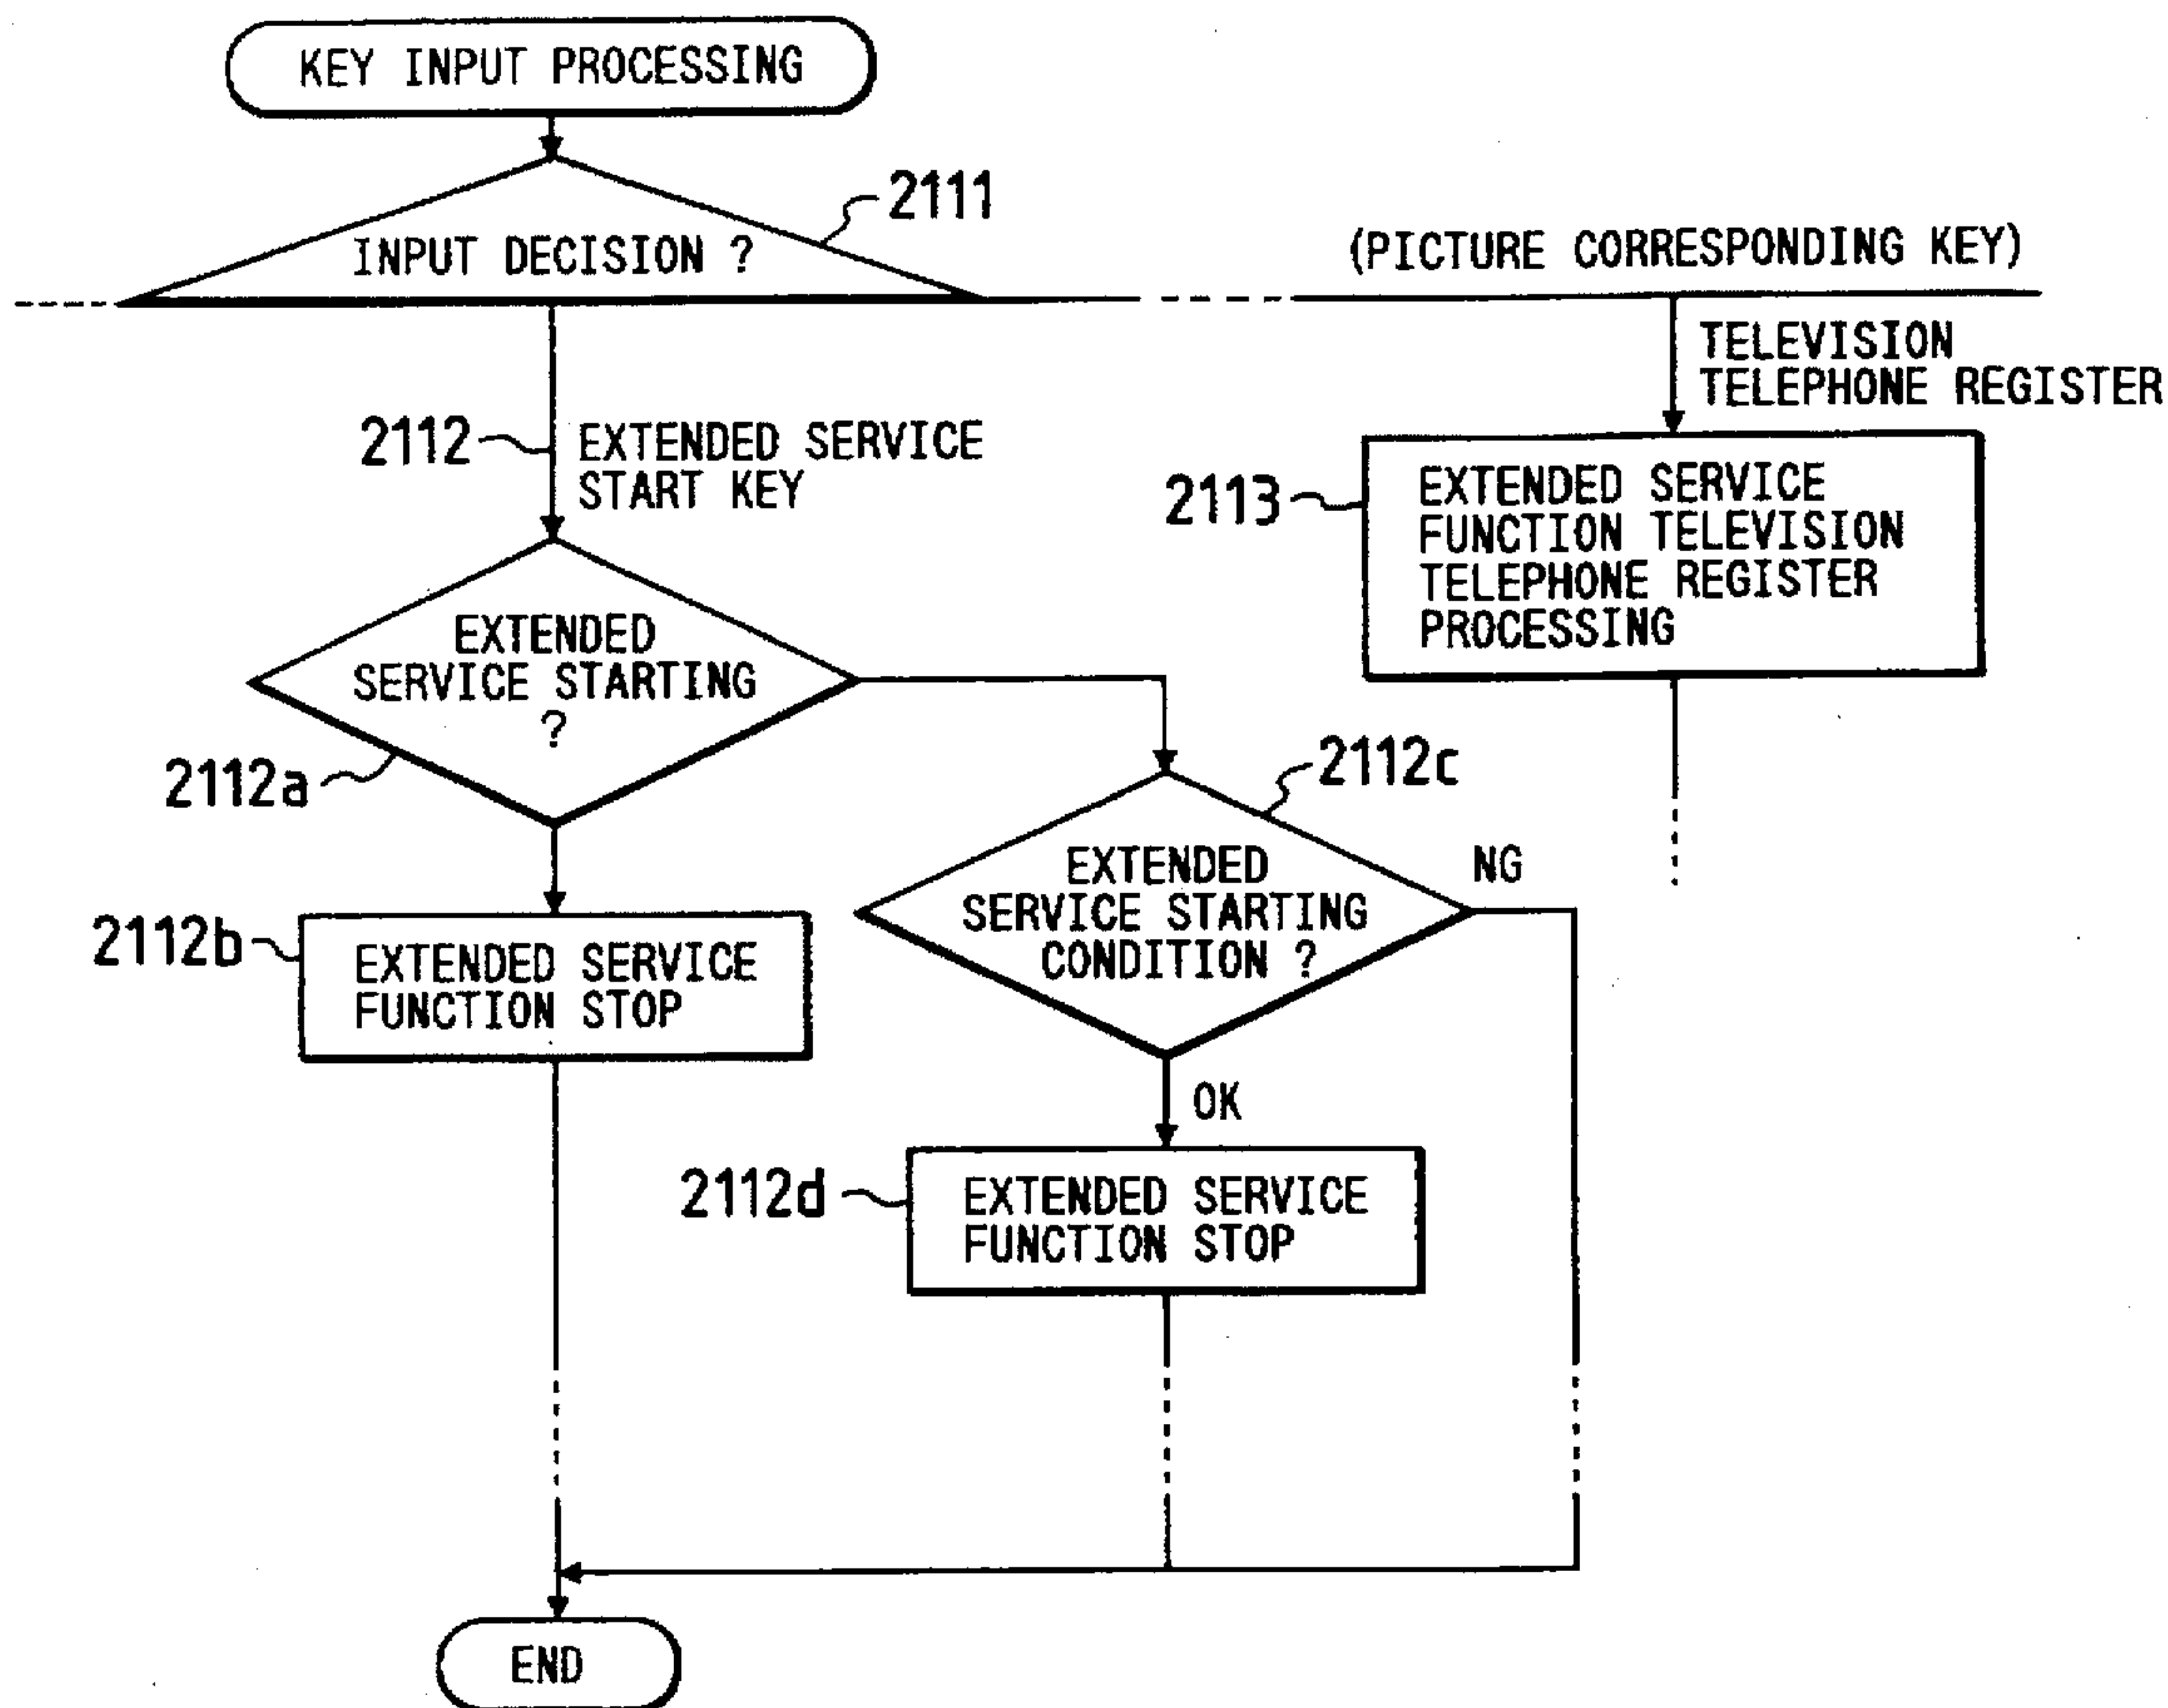 KEY INPUT PROCESSING
2111
INPUT DECISION ?
(PICTURE CORRESPONDING KEY)
TELEVISION
TELEPHONE REGISTER
2112
EXTENDED SERVICE
START KEY
2113
EXTENDED SERVICE
FUNCTION TELEVISION
TELEPHONE REGISTER
PROCESSING
EXTENDED
SERVICE STARTING
?
2112a
2112c
EXTENDED
SERVICE STARTING
CONDITION ?
NG
2112b
EXTENDED SERVICE
FUNCTION STOP
OK
2112d
EXTENDED SERVICE
FUNCTION STOP
END